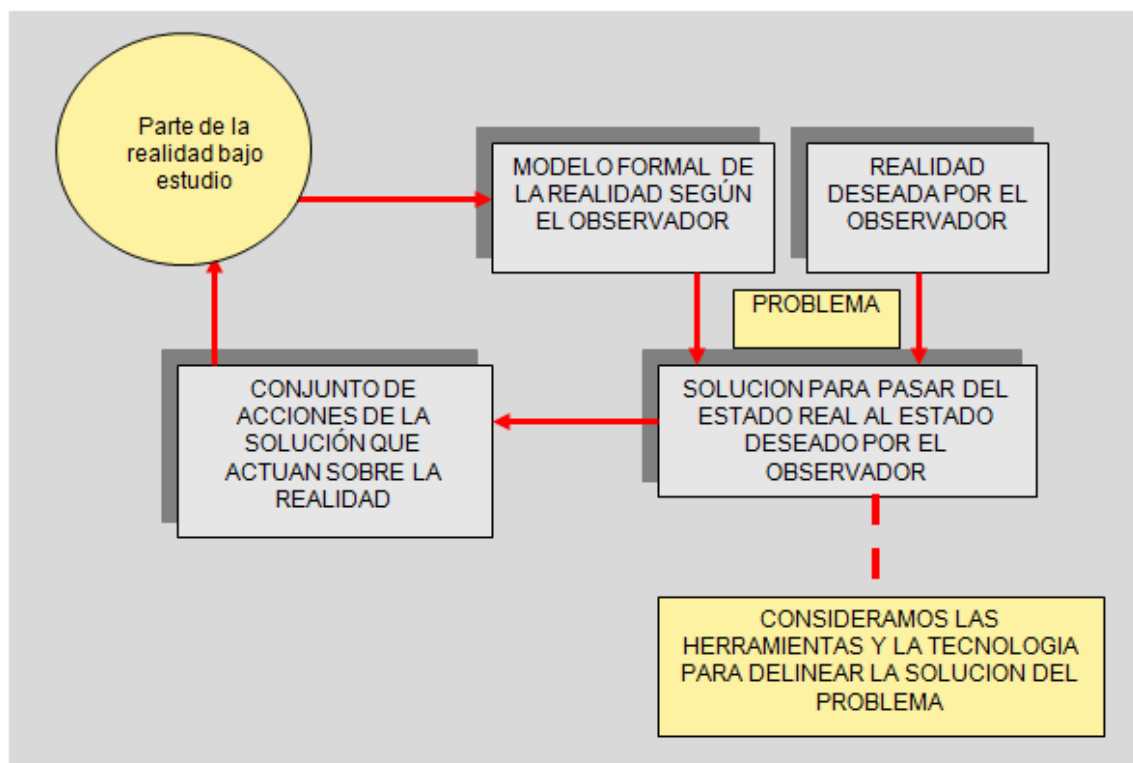 Parte de la
realidad bajo
estudio
MODELO FORMAL DE
LA REALIDAD SEGÚN
EL OBSERVADOR
REALIDAD
DESEADA POR EL
OBSERVADOR
PROBLEMA
CONJUNTO DE
ACCIONES DE LA
SOLUCIÓN QUE
ACTUAN SOBRE LA
REALIDAD
SOLUCION PARA PASAR DEL
ESTADO REAL AL ESTADO
DESEADO POR EL
OBSERVADOR
CONSIDERAMOS LAS
HERRAMIENTAS Y LA TECNOLOGIA
PARA DELINEAR LA SOLUCION DEL
PROBLEMA